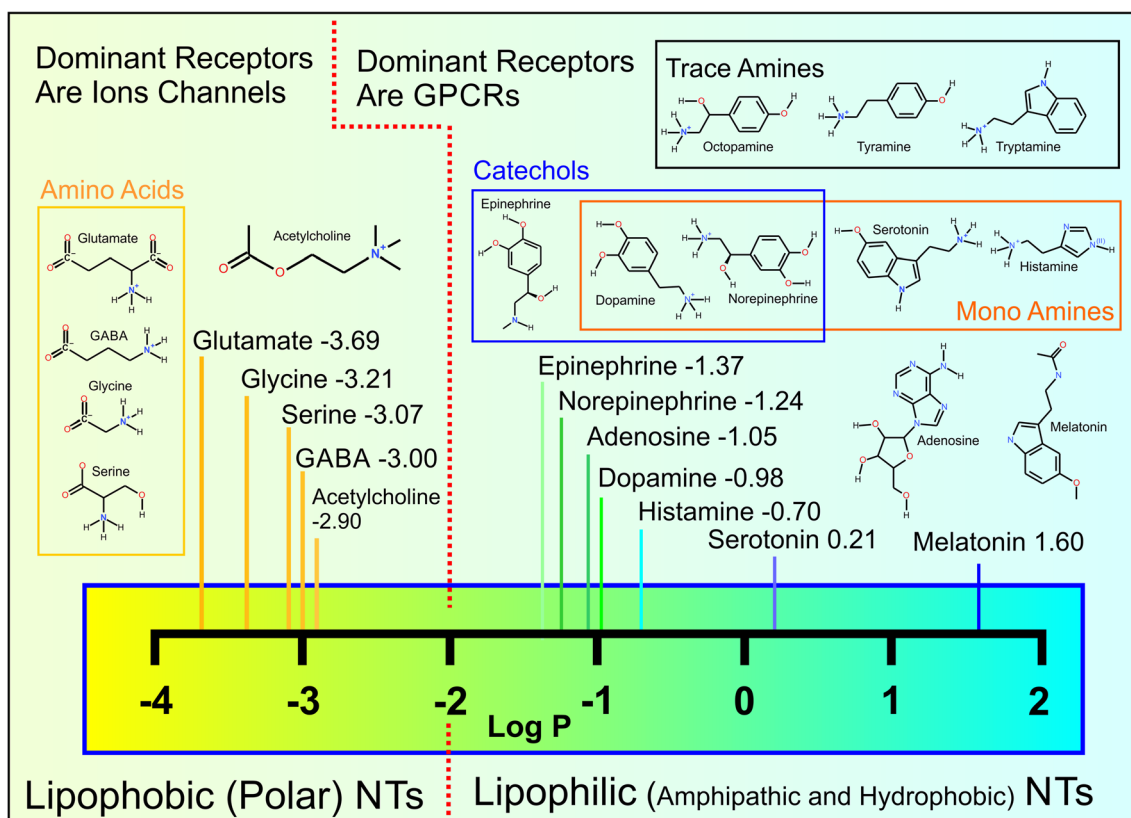 Dominant Receptors
Are Ions Channels
Dominant Receptors
Are GPCRs
Trace Amines
Octopamine
Tyramine
Tryptamine
Catechols
Epinephrine
Dopamine
Norepinephrine
Serotonin
Histamine
Mono Amines
Amino Acids
Glutamate
GABA
Glycine
Serine
Acetylcholine
Adenosine
Melatonin
Glutamate -3.69
Glycine -3.21
Serine -3.07
GABA -3.00
Acetylcholine
-2.90
Epinephrine -1.37
Norepinephrine -1.24
Adenosine -1.05
Dopamine -0.98
Histamine -0.70
Serotonin 0.21
Melatonin 1.60
-4 -3 -2 -1 0 1 2
Log P
Lipophobic (Polar) NTs
Lipophilic (Amphipathic and Hydrophobic) NTs